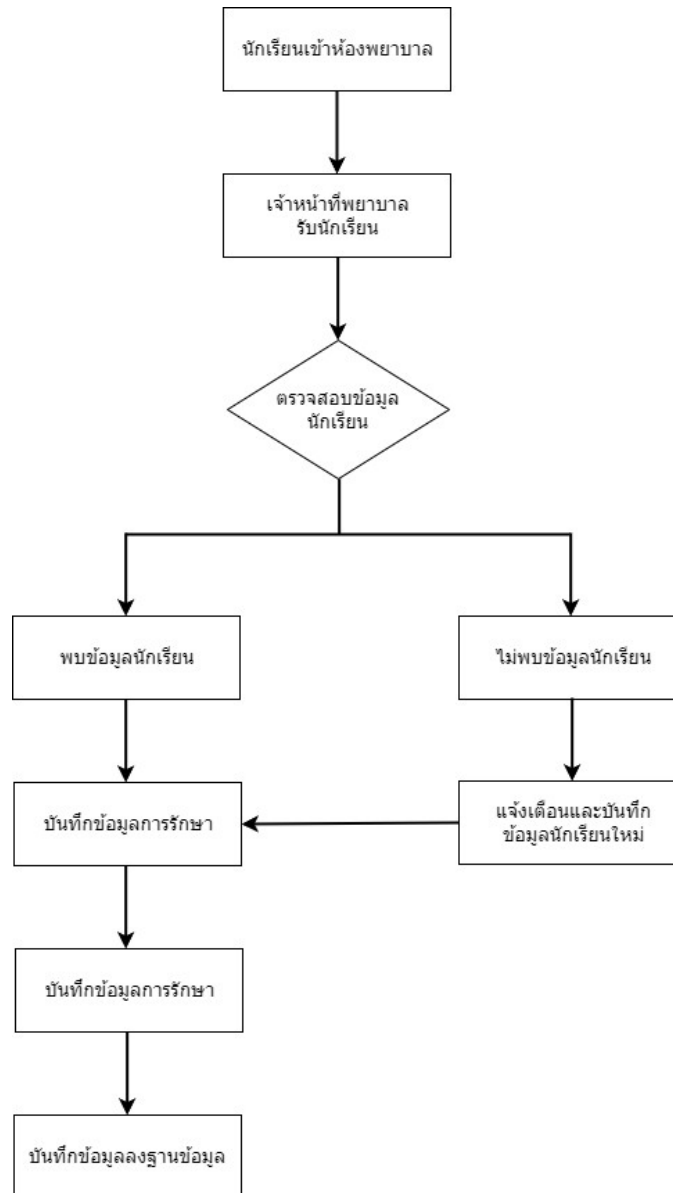 นักเรียนเข้าห้องพยาบาล
เจ้าหน้าที่พยาบาล
รับนักเรียน
ตรวจสอบข้อมูล
นักเรียน
พบข้อมูลนักเรียน
ไม่พบข้อมูลนักเรียน
บันทึกข้อมูลการรักษา
แจ้งเตือนและบันทึก
ข้อมูลนักเรียนใหม่
บันทึกข้อมูลการรักษา
บันทึกข้อมูลลงฐานข้อมูล